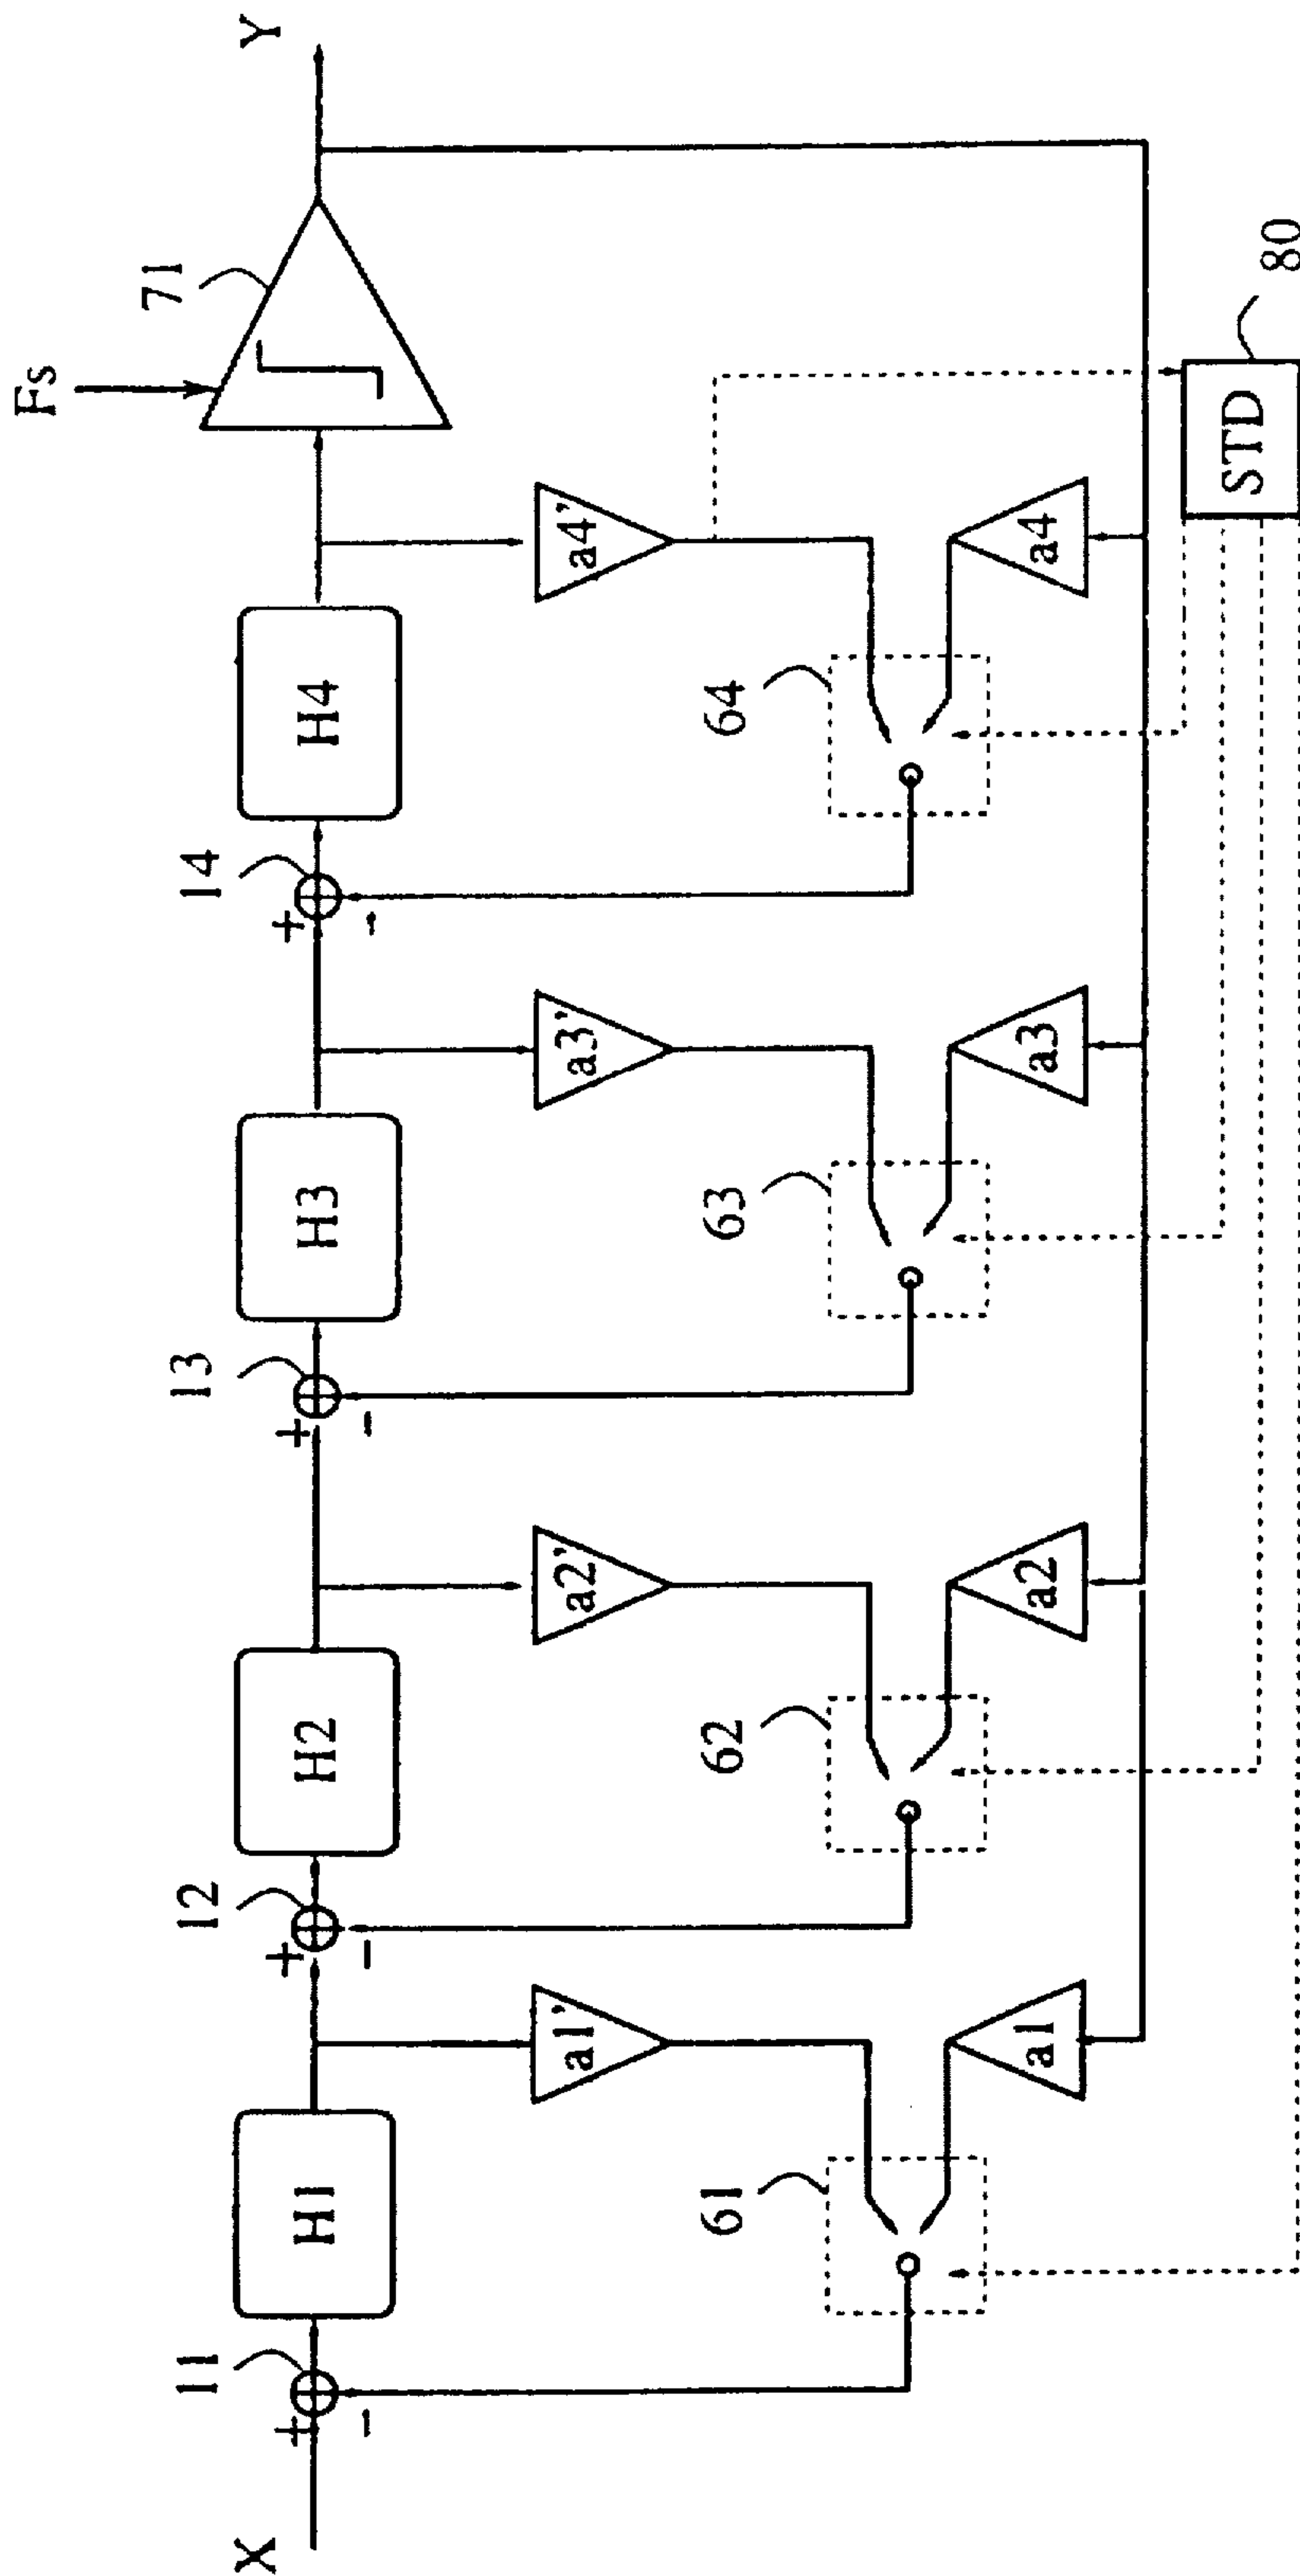 Fs
71
Y
X
+
-
11
H1
+
-
12
H2
+
-
13
H3
+
-
14
H4
a1'
a2'
a3'
a4'
61
62
63
64
a1
a2
a3
a4
STD
80